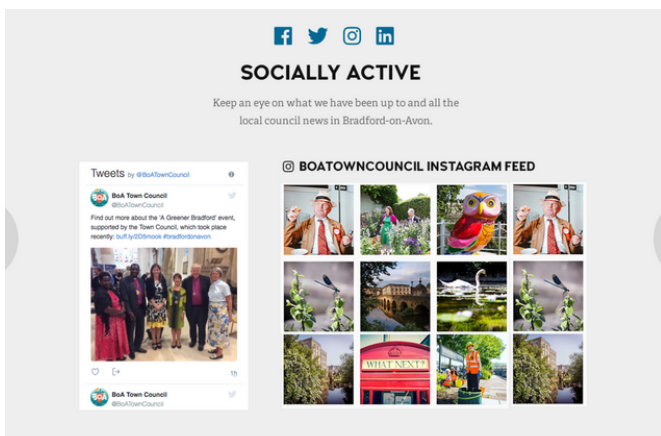 SOCIALLY ACTIVE
Keep an eye on what we have been up to and all the
local council news in Bradford-on-Avon.
Tweets by @BoATownCouncil
BoA Town Council
@BoATownCouncil
Find out more about the 'A Greener Bradford' event,
supported by the Town Council, which took place
recently: buff.ly/2D5mook #bradfordonavon
1h
BoA Town Council
@BoATownCouncil
BOATOWNCOUNCIL INSTAGRAM FEED
WHAT NEXT?